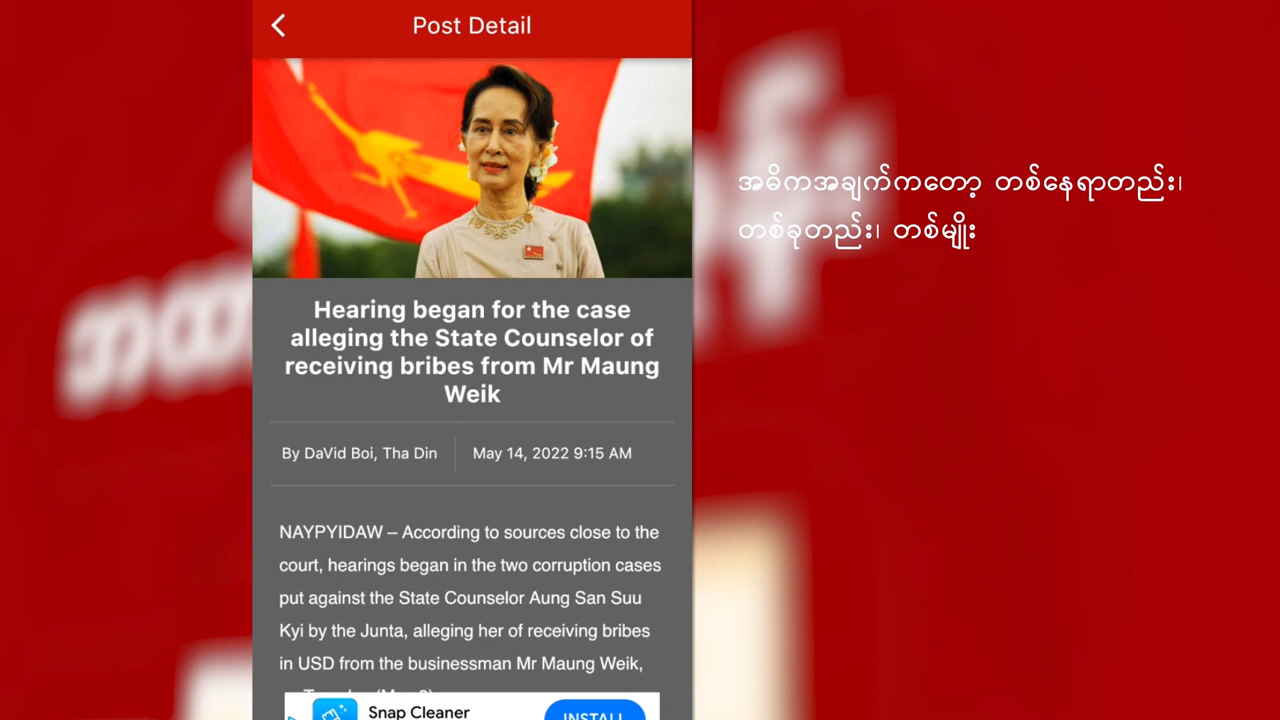 Post Detail
Hearing began for the case
alleging the State Counselor of
receiving bribes from Mr Maung
Weik
By DaVid Boi, Tha Din
May 14, 2022 9:15 AM
NAYPYIDAW – According to sources close to the
court, hearings began in the two corruption cases
put against the State Counselor Aung San Suu
Kyi by the Junta, alleging her of receiving bribes
in USD from the businessman Mr Maung Weik,
Snap Cleaner
INSTALL
အဓိကအချက်ကတော့ တစ်နေရာတည်း၊
တစ်ခုတည်း၊ တစ်မျိုး